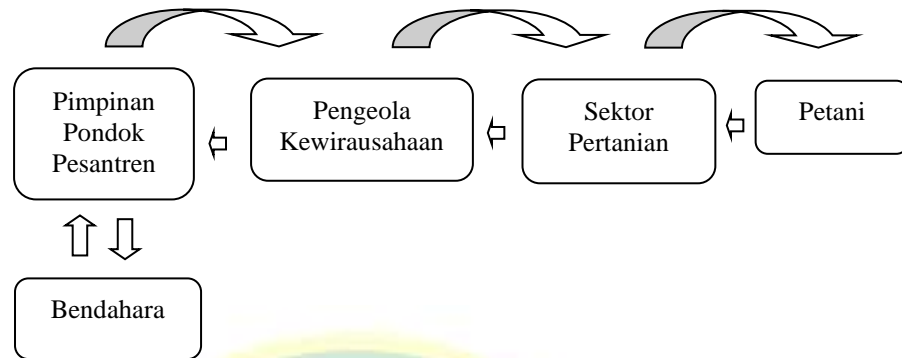 Pimpinan
Pondok
Pesantren
Pengeola
Kewirausahaan
Sektor
Pertanian
Petani
Bendahara